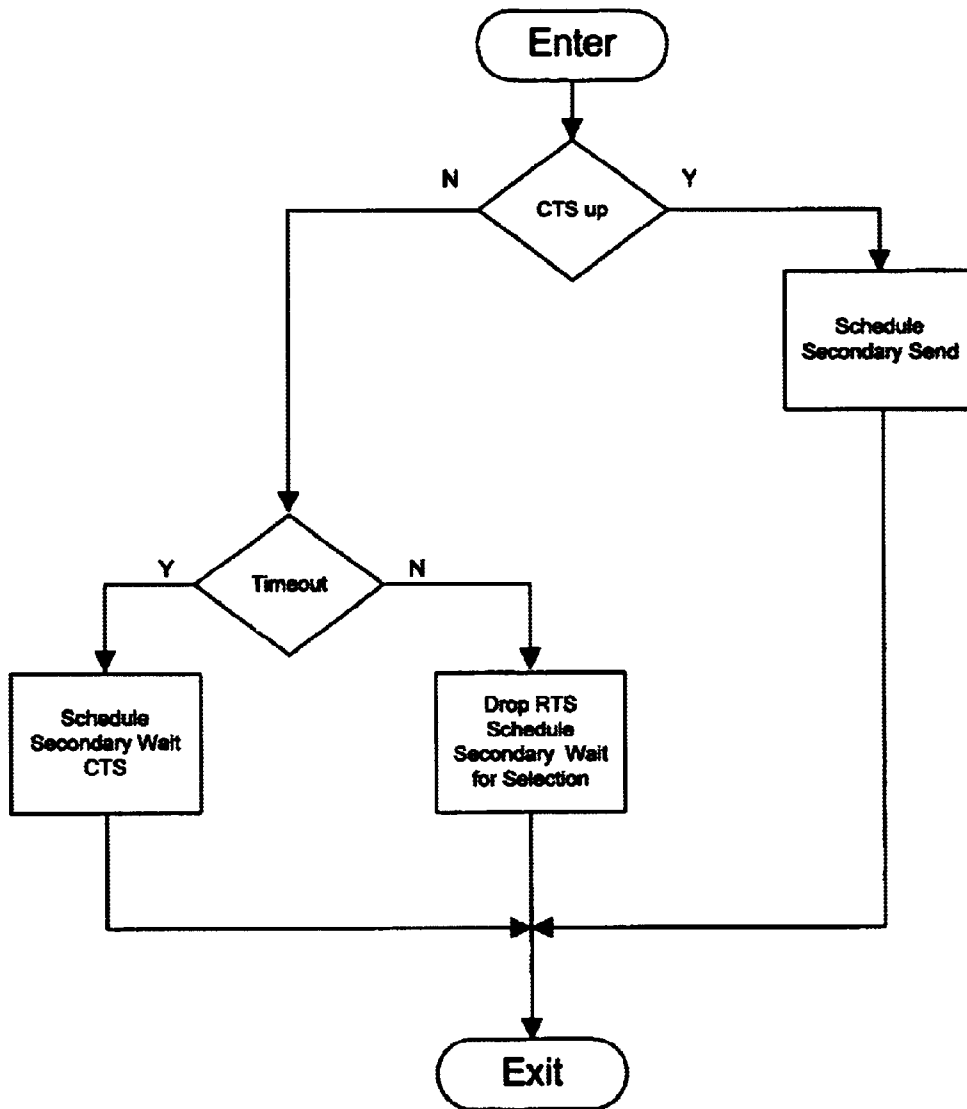 Enter
N
Y
CTS up
Schedule
Secondary Send
Y
N
Timeout
Schedule
Secondary Wait
CTS
Drop RTS
Schedule
Secondary Wait
for Selection
Exit